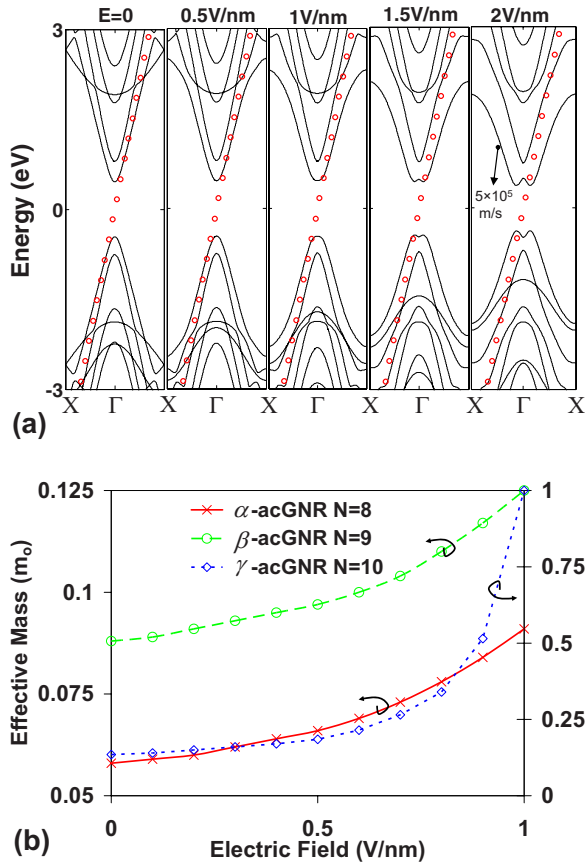 E=0 0.5V/nm 1V/nm 1.5V/nm 2V/nm
3
0
-3
Energy (eV)
5×10⁵
m/s
X Γ X Γ X Γ X Γ X Γ X
(a)
0.125
0.1
0.075
0.05
Effective Mass (mₒ)
α-acGNR N=8
β-acGNR N=9
γ-acGNR N=10
1
0.75
0.5
0.25
0
0 0.5 1
Electric Field (V/nm)
(b)